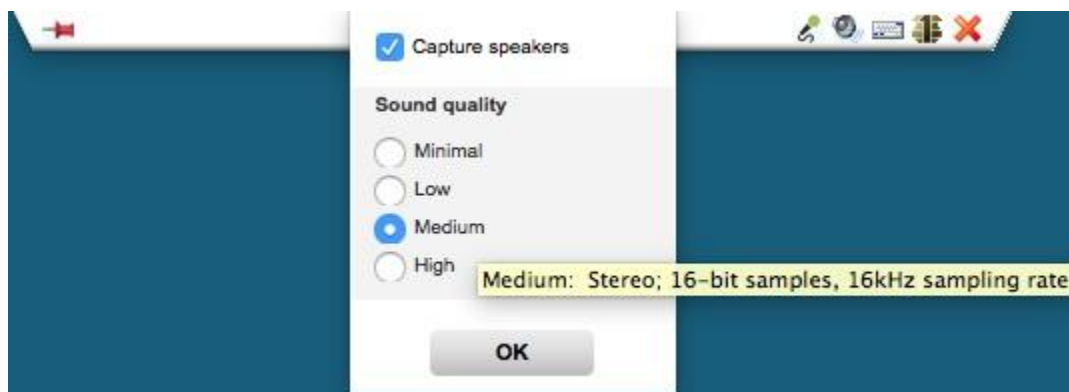 Capture speakers
Sound quality
Minimal
Low
Medium
High
Medium: Stereo; 16-bit samples, 16kHz sampling rate
OK